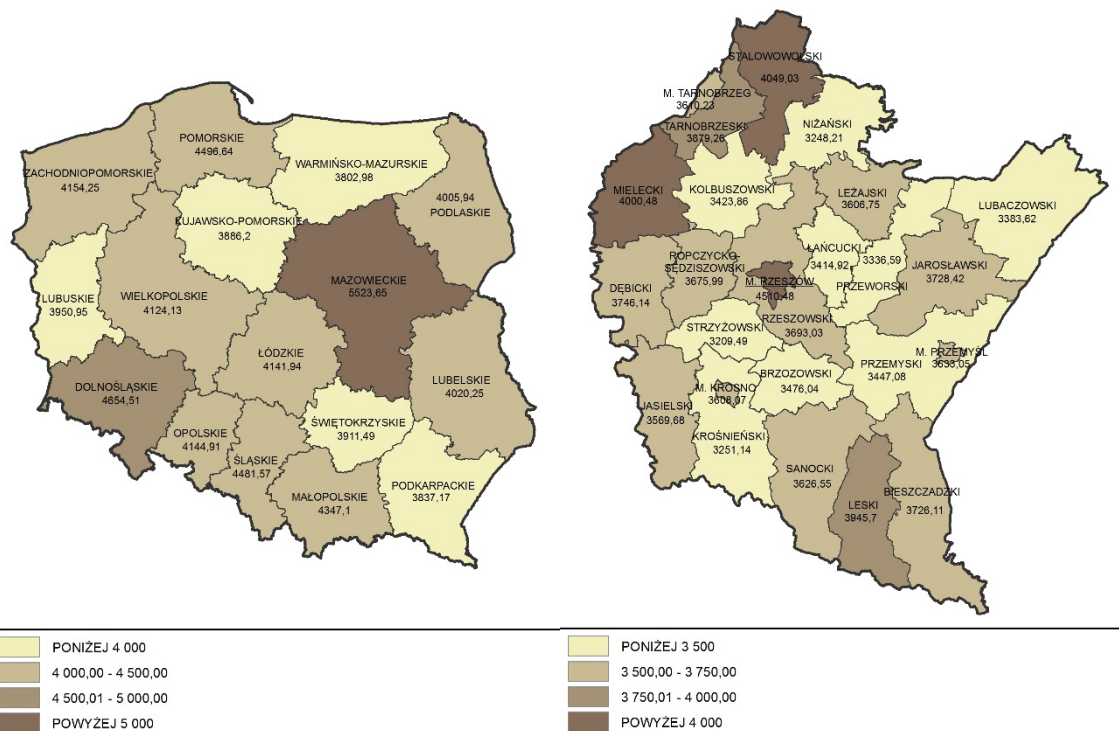 POMORSKIE
4496,64
WARMIŃSKO-MAZURSKIE
3802,98
ZACHODNIOPOMORSKIE
4154,25
4005,94
PODLASKIE
KUJAWSKO-POMORSKIE
3886,2
MAZOWIECKIE
5523,65
LUBUSKIE
3950,95
WIELKOPOLSKIE
4124,13
ŁÓDZKIE
4141,94
LUBELSKIE
4020,25
DOLNOŚLĄSKIE
4654,51
ŚWIĘTOKRZYSKIE
3911,49
OPOLSKIE
4144,91
ŚLĄSKIE
4481,57
MAŁOPOLSKIE
4347,1
PODKARPACKIE
3837,17
PONIŻEJ 4 000
4 000,00 - 4 500,00
4 500,01 - 5 000,00
POWYŻEJ 5 000
STALOWOWOLSKI
4049,03
M. TARNOBRZEG
3610,23
TARNOBRZESKI
3879,26
NIŻAŃSKI
3248,21
MIELECKI
4000,48
KOLBUSZOWSKI
3423,86
LEŻAJSKI
3606,75
LUBACZOWSKI
3383,62
ŁAŃCUCKI
3414,92
3336,59
PRZEWORSKI
JAROSŁAWSKI
3728,42
ROPCZYCKO-
SĘDZISZOWSKI
3675,99
M. RZESZÓW
4510,48
DĘBICKI
3746,14
RZESZOWSKI
3693,03
STRZYŻOWSKI
3209,49
M. PRZEMYŚL
3633,05
PRZEMYSKI
3447,08
BRZOZOWSKI
3476,04
M. KROSNO
3608,07
JASIELSKI
3569,68
KROŚNIEŃSKI
3251,14
SANOCKI
3626,55
LESKI
3945,7
BIESZCZADZKI
3726,11
PONIŻEJ 3 500
3 500,00 - 3 750,00
3 750,01 - 4 000,00
POWYŻEJ 4 000